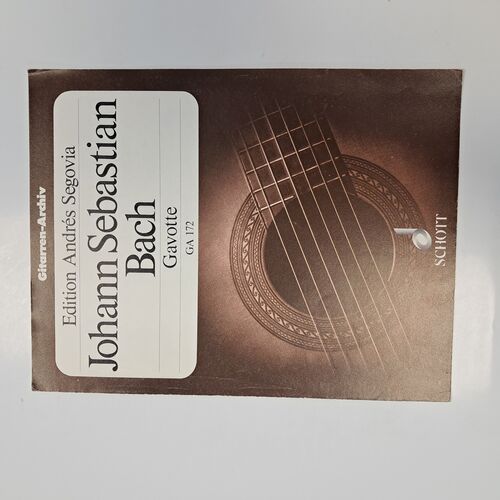 Gitarren-Archiv
Edition Andrés Segovia
Johann Sebastian
Bach
Gavotte
GA 172
SCHOTT